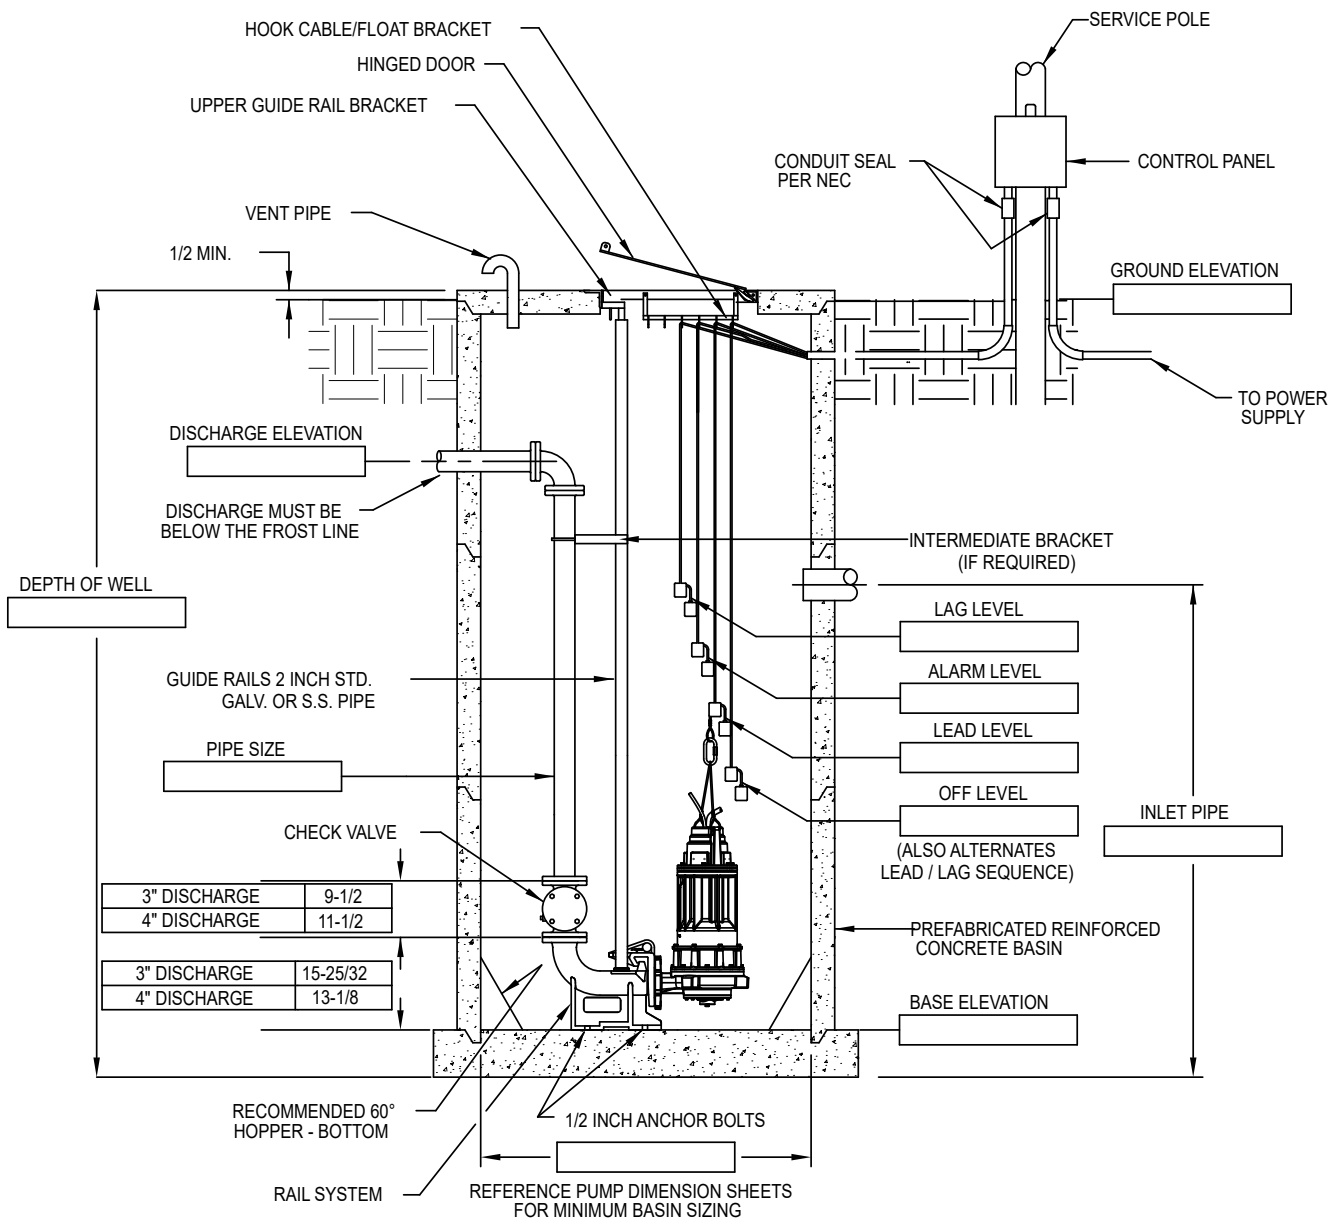 HOOK CABLE/FLOAT BRACKET
HINGED DOOR
UPPER GUIDE RAIL BRACKET
SERVICE POLE
CONDUIT SEAL
PER NEC
CONTROL PANEL
VENT PIPE
1/2 MIN.
GROUND ELEVATION
TO POWER
SUPPLY
DISCHARGE ELEVATION
DISCHARGE MUST BE
BELOW THE FROST LINE
INTERMEDIATE BRACKET
(IF REQUIRED)
DEPTH OF WELL
LAG LEVEL
ALARM LEVEL
GUIDE RAILS 2 INCH STD.
GALV. OR S.S. PIPE
LEAD LEVEL
PIPE SIZE
OFF LEVEL
(ALSO ALTERNATES
LEAD / LAG SEQUENCE)
INLET PIPE
CHECK VALVE
3" DISCHARGE 9-1/2
4" DISCHARGE 11-1/2
PREFABRICATED REINFORCED
CONCRETE BASIN
3" DISCHARGE 15-25/32
4" DISCHARGE 13-1/8
BASE ELEVATION
RECOMMENDED 60°
HOPPER - BOTTOM
1/2 INCH ANCHOR BOLTS
RAIL SYSTEM
REFERENCE PUMP DIMENSION SHEETS
FOR MINIMUM BASIN SIZING